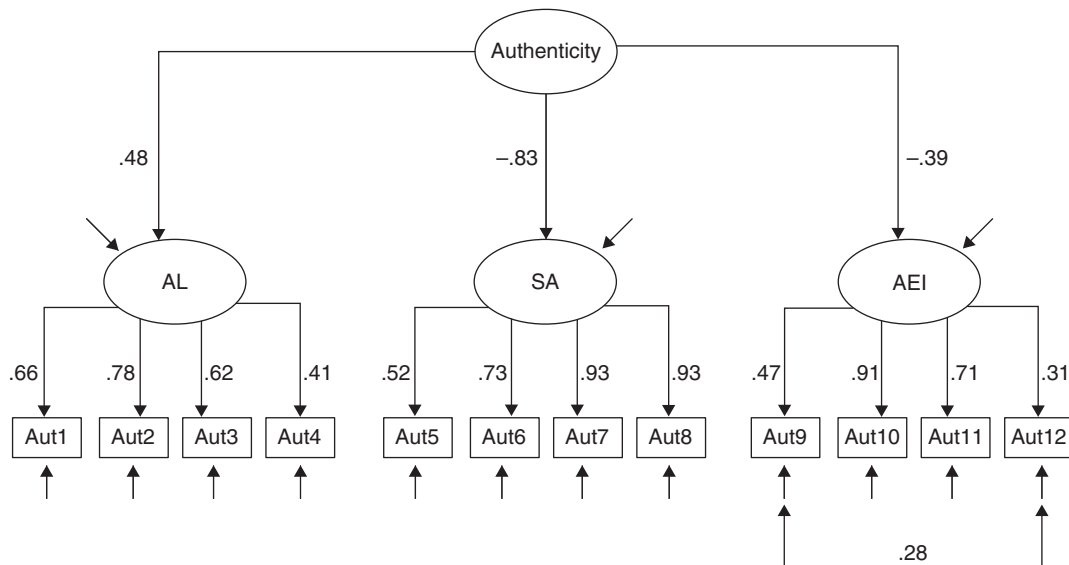 Authenticity
.48 –.83 –.39
AL SA AEI
.66 .78 .62 .41 .52 .73 .93 .93 .47 .91 .71 .31
Aut1 Aut2 Aut3 Aut4 Aut5 Aut6 Aut7 Aut8 Aut9 Aut10 Aut11 Aut12
.28